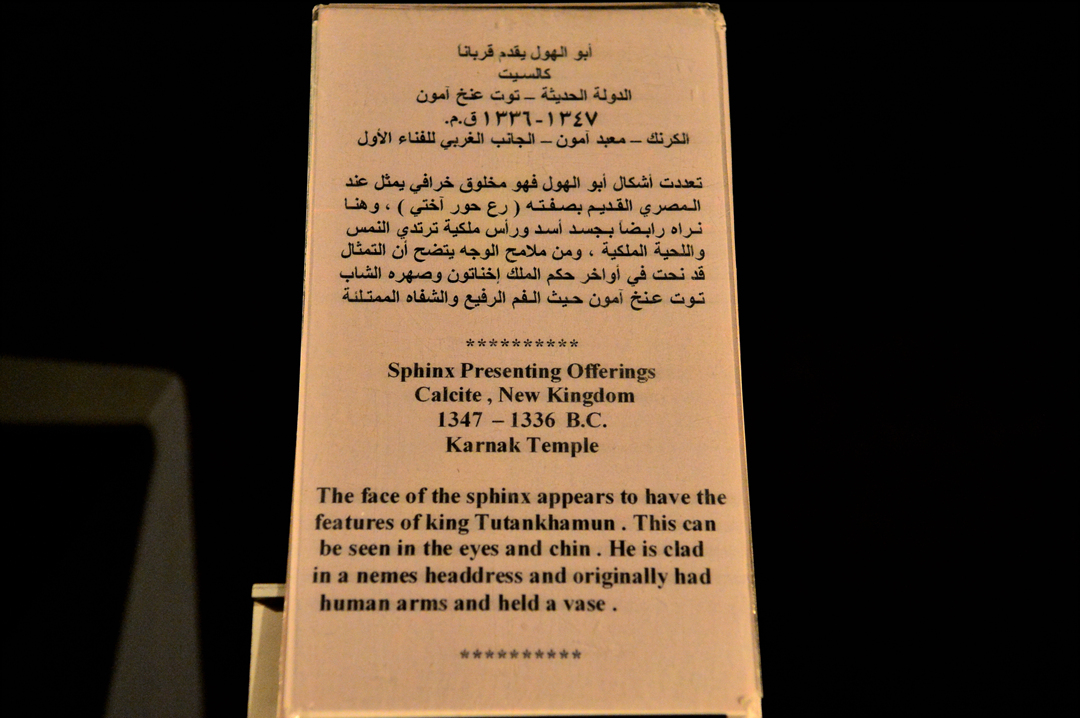 أبو الهول يقدم قرباناً
كالسيت
الدولة الحديثة – توت عنخ آمون
١٣٤٧-١٣٣٦ ق.م.
الكرنك – معبد آمون – الجانب الغربي للفناء الأول
تعددت أشكال أبو الهول فهو مخلوق خرافي يمثل عند
المصري القديم بصفته ( رع حور آختي ) ، وهنا
نراه رابضاً بجسد أسد ورأس ملكية ترتدي النمس
واللحية الملكية ، ومن ملامح الوجه يتضح أن التمثال
قد نحت في أواخر حكم الملك إخناتون وصهره الشاب
توت عنخ آمون حيث الفم الرفيع والشفاه الممتلئة
**********
Sphinx Presenting Offerings
Calcite , New Kingdom
1347 – 1336 B.C.
Karnak Temple
The face of the sphinx appears to have the
features of king Tutankhamun . This can
be seen in the eyes and chin . He is clad
in a nemes headdress and originally had
human arms and held a vase .
**********